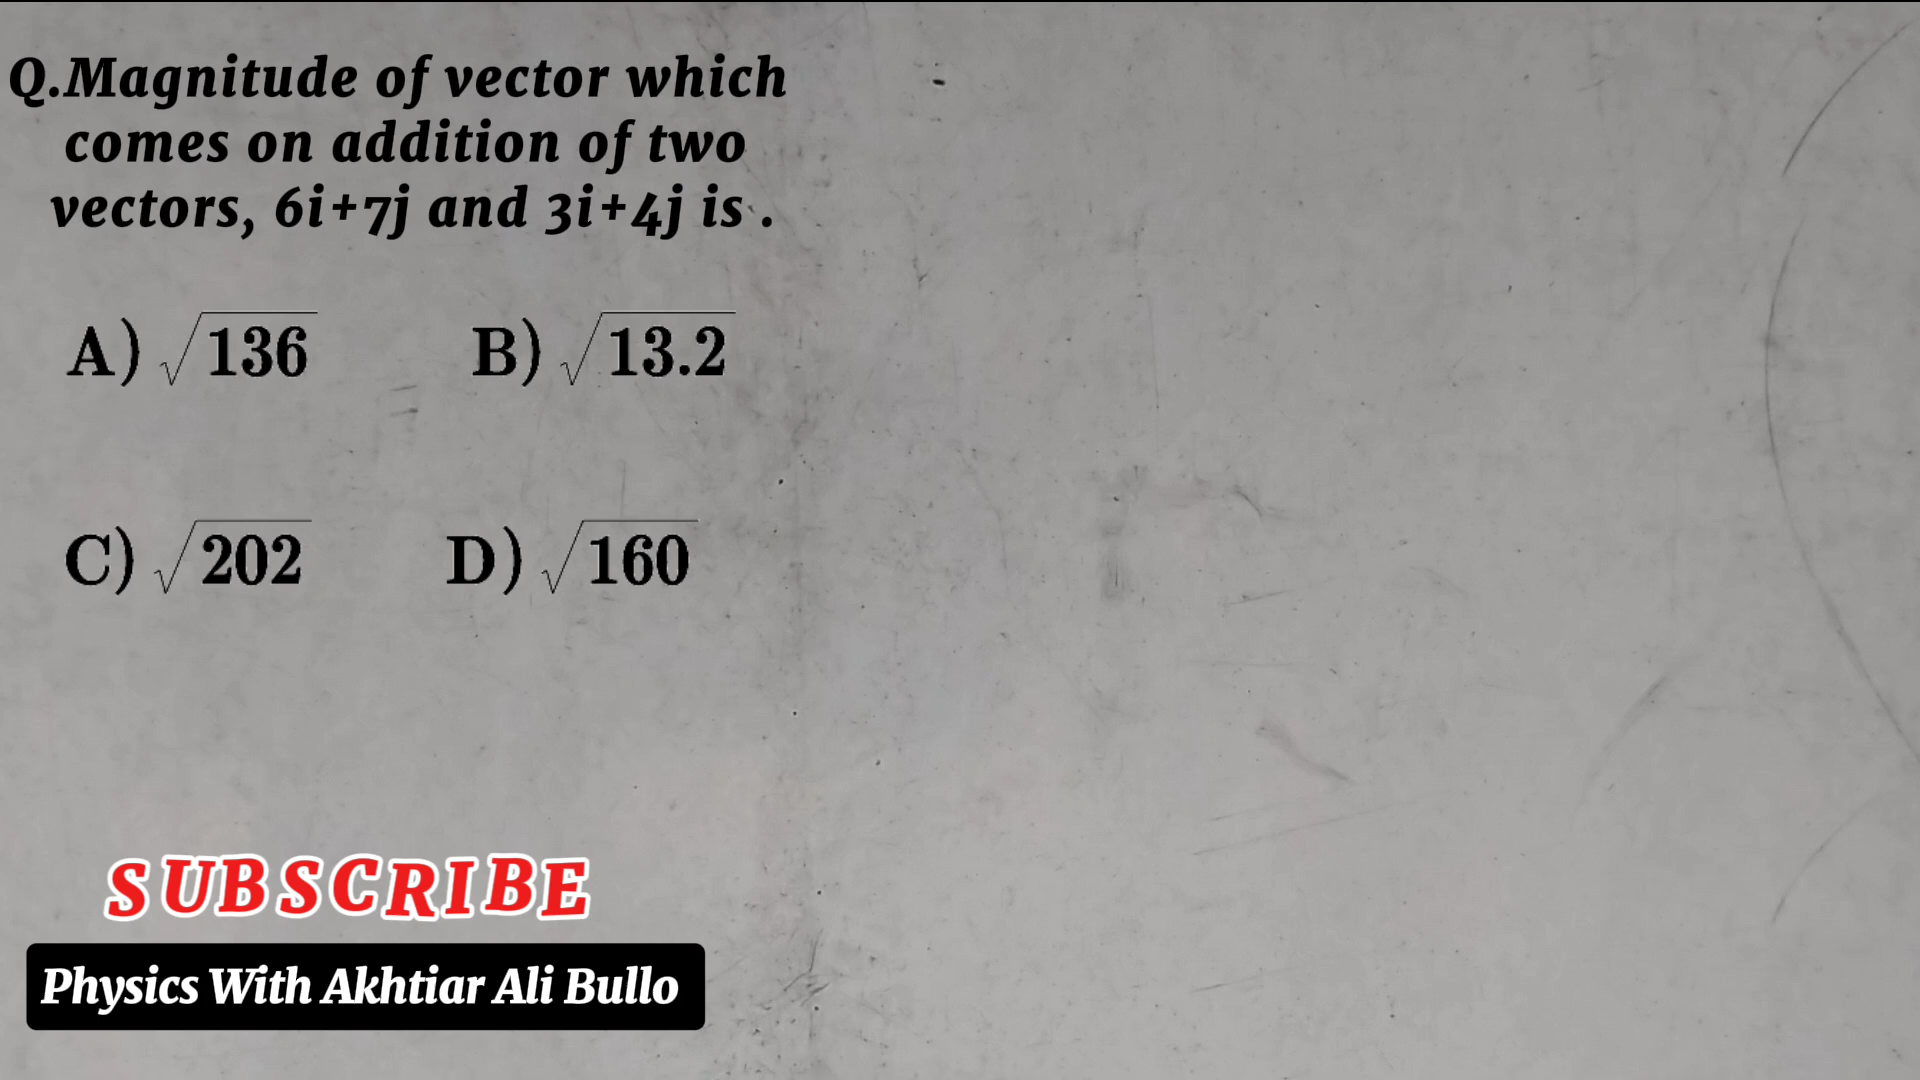 Q.Magnitude of vector which
comes on addition of two
vectors, 6i+7j and 3i+4j is .
A) √136 B) √13.2
C) √202 D) √160
SUBSCRIBE
Physics With Akhtiar Ali Bullo